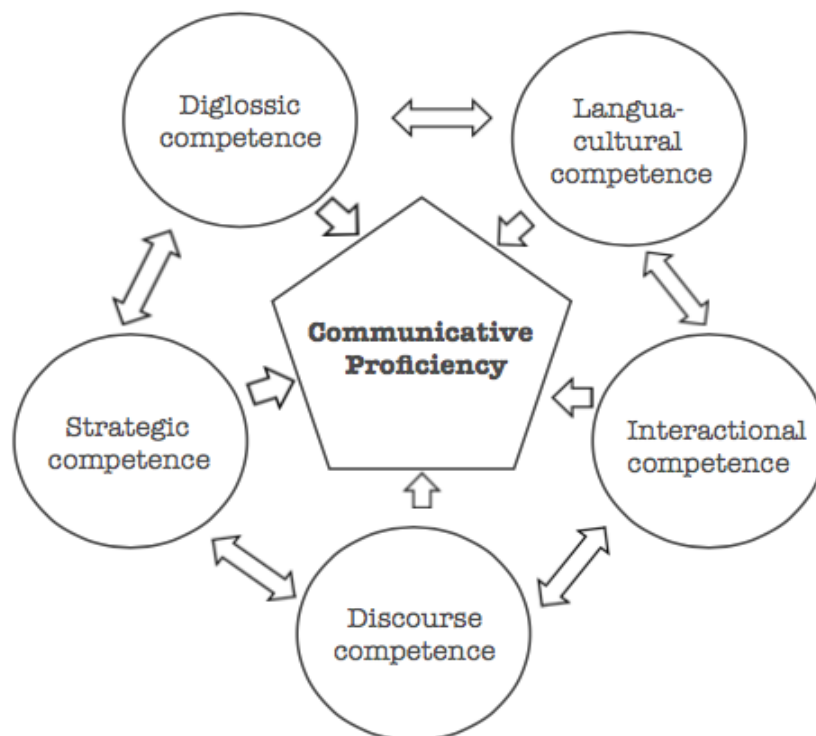 Diglossic
competence
Langua-
cultural
competence
Communicative
Proficiency
Strategic
competence
Interactional
competence
Discourse
competence